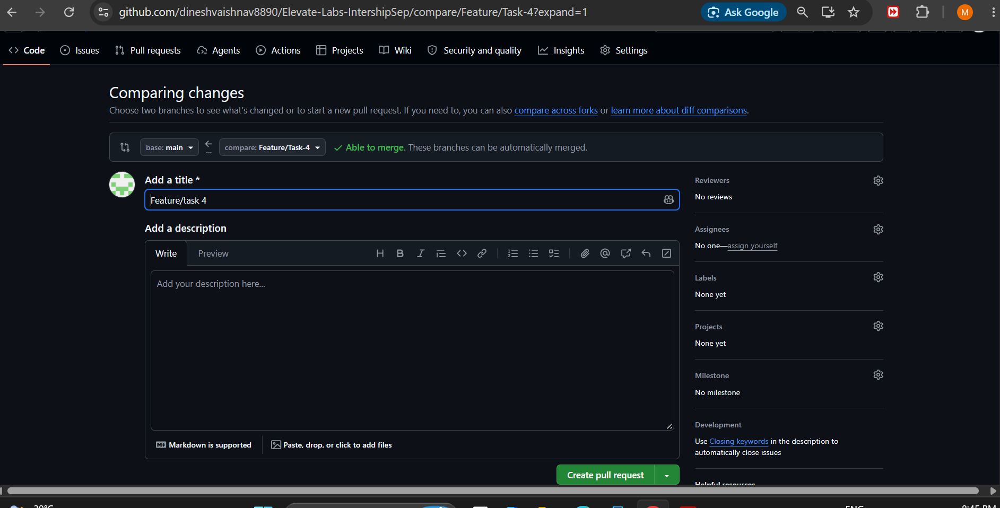 github.com/dineshvaishnav8890/Elevate-Labs-IntershipSep/compare/Feature/Task-4?expand=1
Ask Google
M
Code
Issues
Pull requests
Agents
Actions
Projects
Wiki
Security and quality
Insights
Settings
Comparing changes
Choose two branches to see what's changed or to start a new pull request. If you need to, you can also compare across forks or learn more about diff comparisons.
base: main
compare: Feature/Task-4
Able to merge. These branches can be automatically merged.
Add a title *
Feature/task 4
Add a description
Write
Preview
Add your description here...
Markdown is supported
Paste, drop, or click to add files
Create pull request
Reviewers
No reviews
Assignees
No one—assign yourself
Labels
None yet
Projects
None yet
Milestone
No milestone
Development
Use Closing keywords in the description to
automatically close issues
Helpful resources